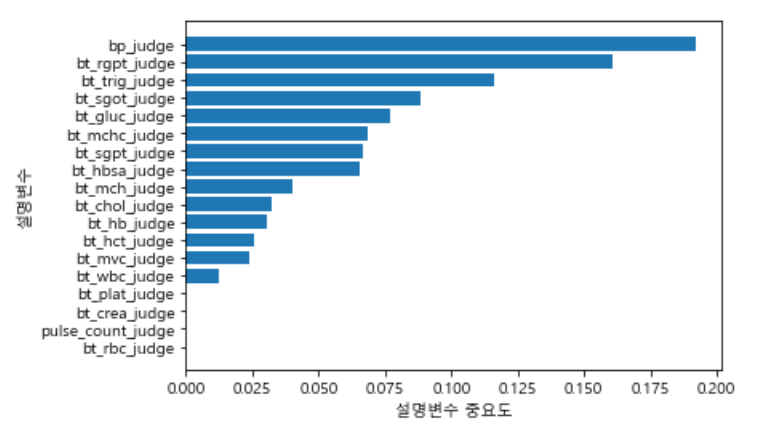 bp_judge
bt_rgpt_judge
bt_trig_judge
bt_sgot_judge
bt_gluc_judge
bt_mchc_judge
bt_sgpt_judge
bt_hbsa_judge
bt_mch_judge
bt_chol_judge
bt_hb_judge
bt_hct_judge
bt_mvc_judge
bt_wbc_judge
bt_plat_judge
bt_crea_judge
pulse_count_judge
bt_rbc_judge
설명변수
0.000 0.025 0.050 0.075 0.100 0.125 0.150 0.175 0.200
설명변수 중요도